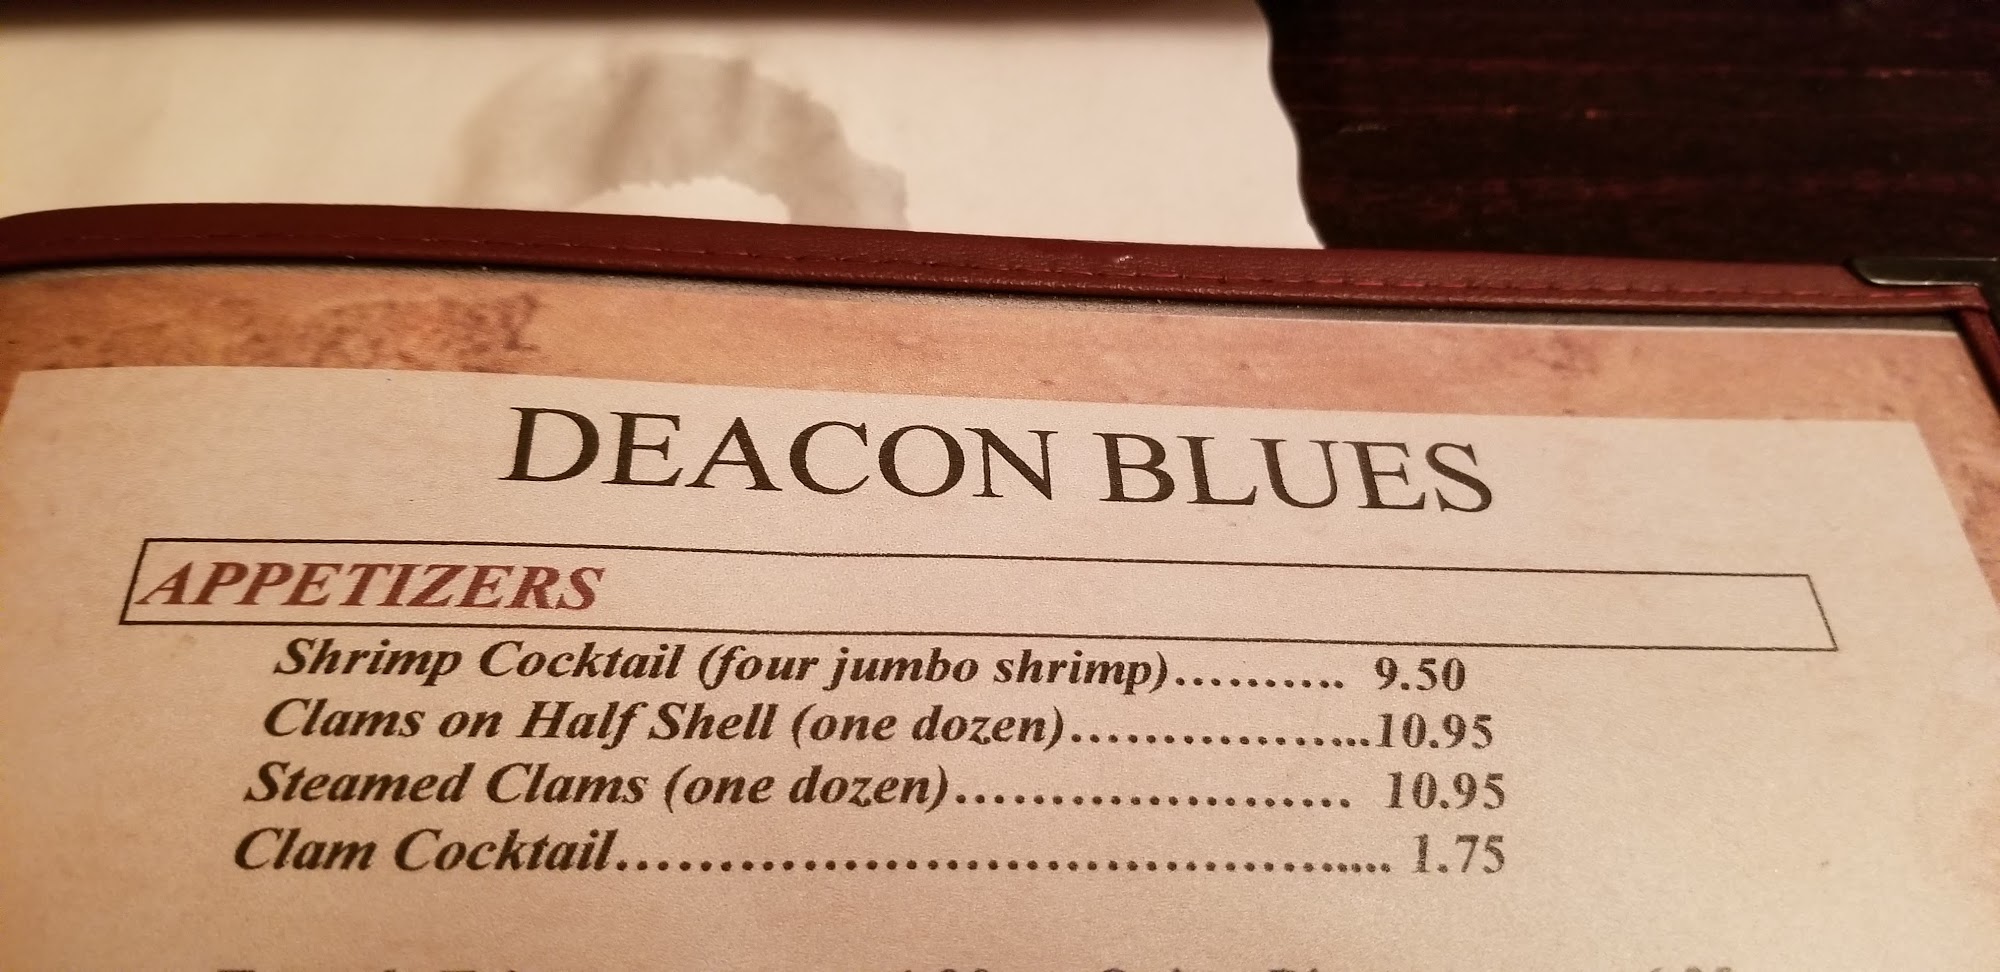 DEACON BLUES
APPETIZERS
Shrimp Cocktail (four jumbo shrimp).......... 9.50
Clams on Half Shell (one dozen)....................10.95
Steamed Clams (one dozen)..................... 10.95
Clam Cocktail......................................... 1.75